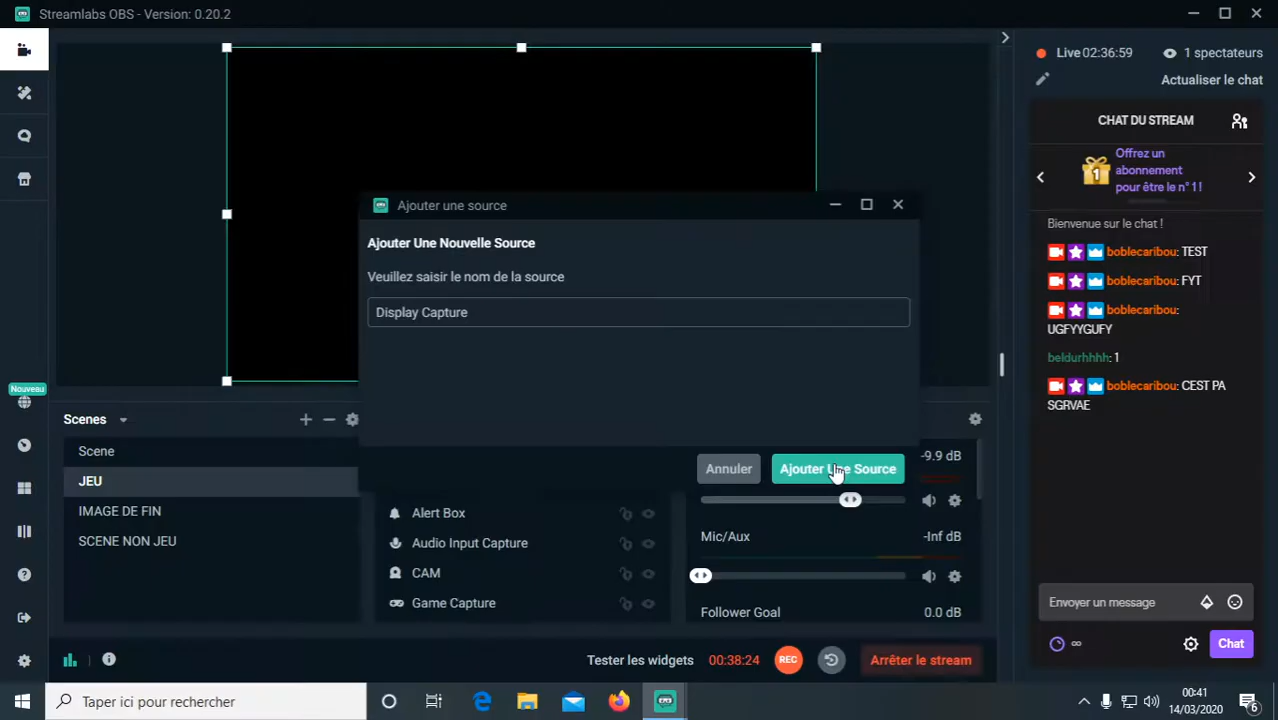 Streamlabs OBS - Version: 0.20.2
Live 02:36:59
1 spectateurs
Actualiser le chat
CHAT DU STREAM
Offrez un
abonnement
pour être le n° 1 !
1
Bienvenue sur le chat !
boblecaribou: TEST
boblecaribou: FYT
boblecaribou:
UGFYYGUFY
beldurhhhh: 1
boblecaribou: CEST PA
SGRVAE
Envoyer un message
Chat
Ajouter une source
Ajouter Une Nouvelle Source
Veuillez saisir le nom de la source
Display Capture
Annuler
Ajouter Une Source
Nouveau
Scenes
Scene
JEU
IMAGE DE FIN
SCENE NON JEU
Alert Box
Audio Input Capture
CAM
Game Capture
-9.9 dB
Mic/Aux
-Inf dB
Follower Goal
0.0 dB
Tester les widgets
00:38:24
REC
Arrêter le stream
Taper ici pour rechercher
00:41
14/03/2020
6